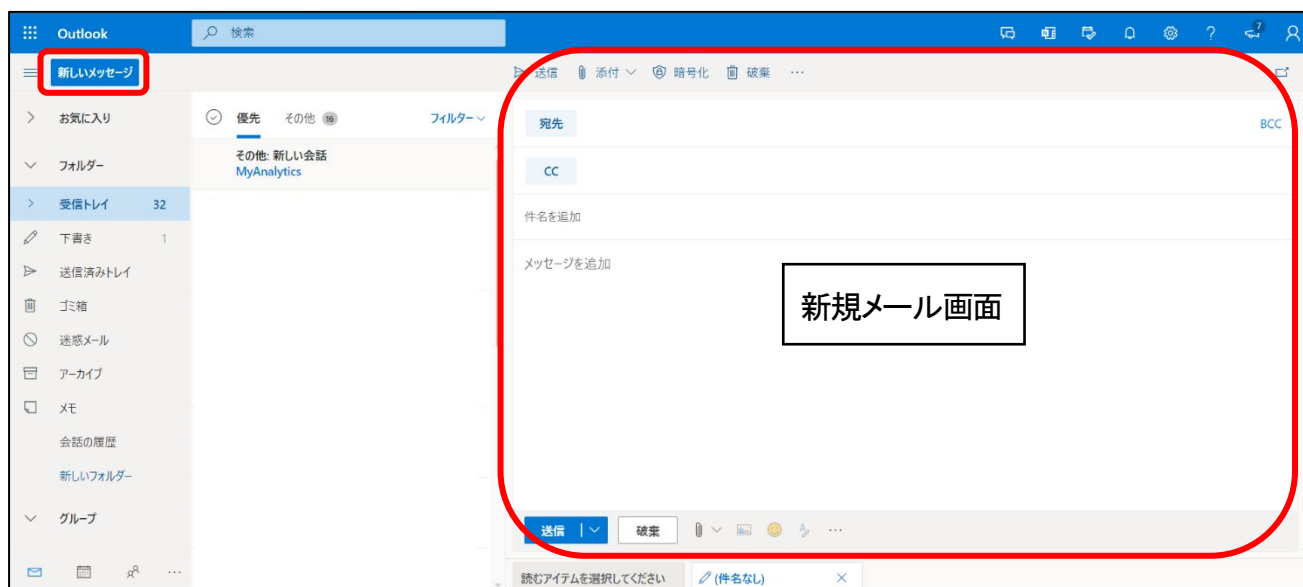 Outlook
検索
7
新しいメッセージ
送信 添付 暗号化 破棄 …
お気に入り
フォルダー
受信トレイ 32
下書き 1
送信済みトレイ
ゴミ箱
迷惑メール
アーカイブ
メモ
会話の履歴
新しいフォルダー
グループ
優先 その他 16 フィルター
その他: 新しい会話
MyAnalytics
宛先 BCC
CC
件名を追加
メッセージを追加
新規メール画面
送信 破棄 …
読むアイテムを選択してください (件名なし)